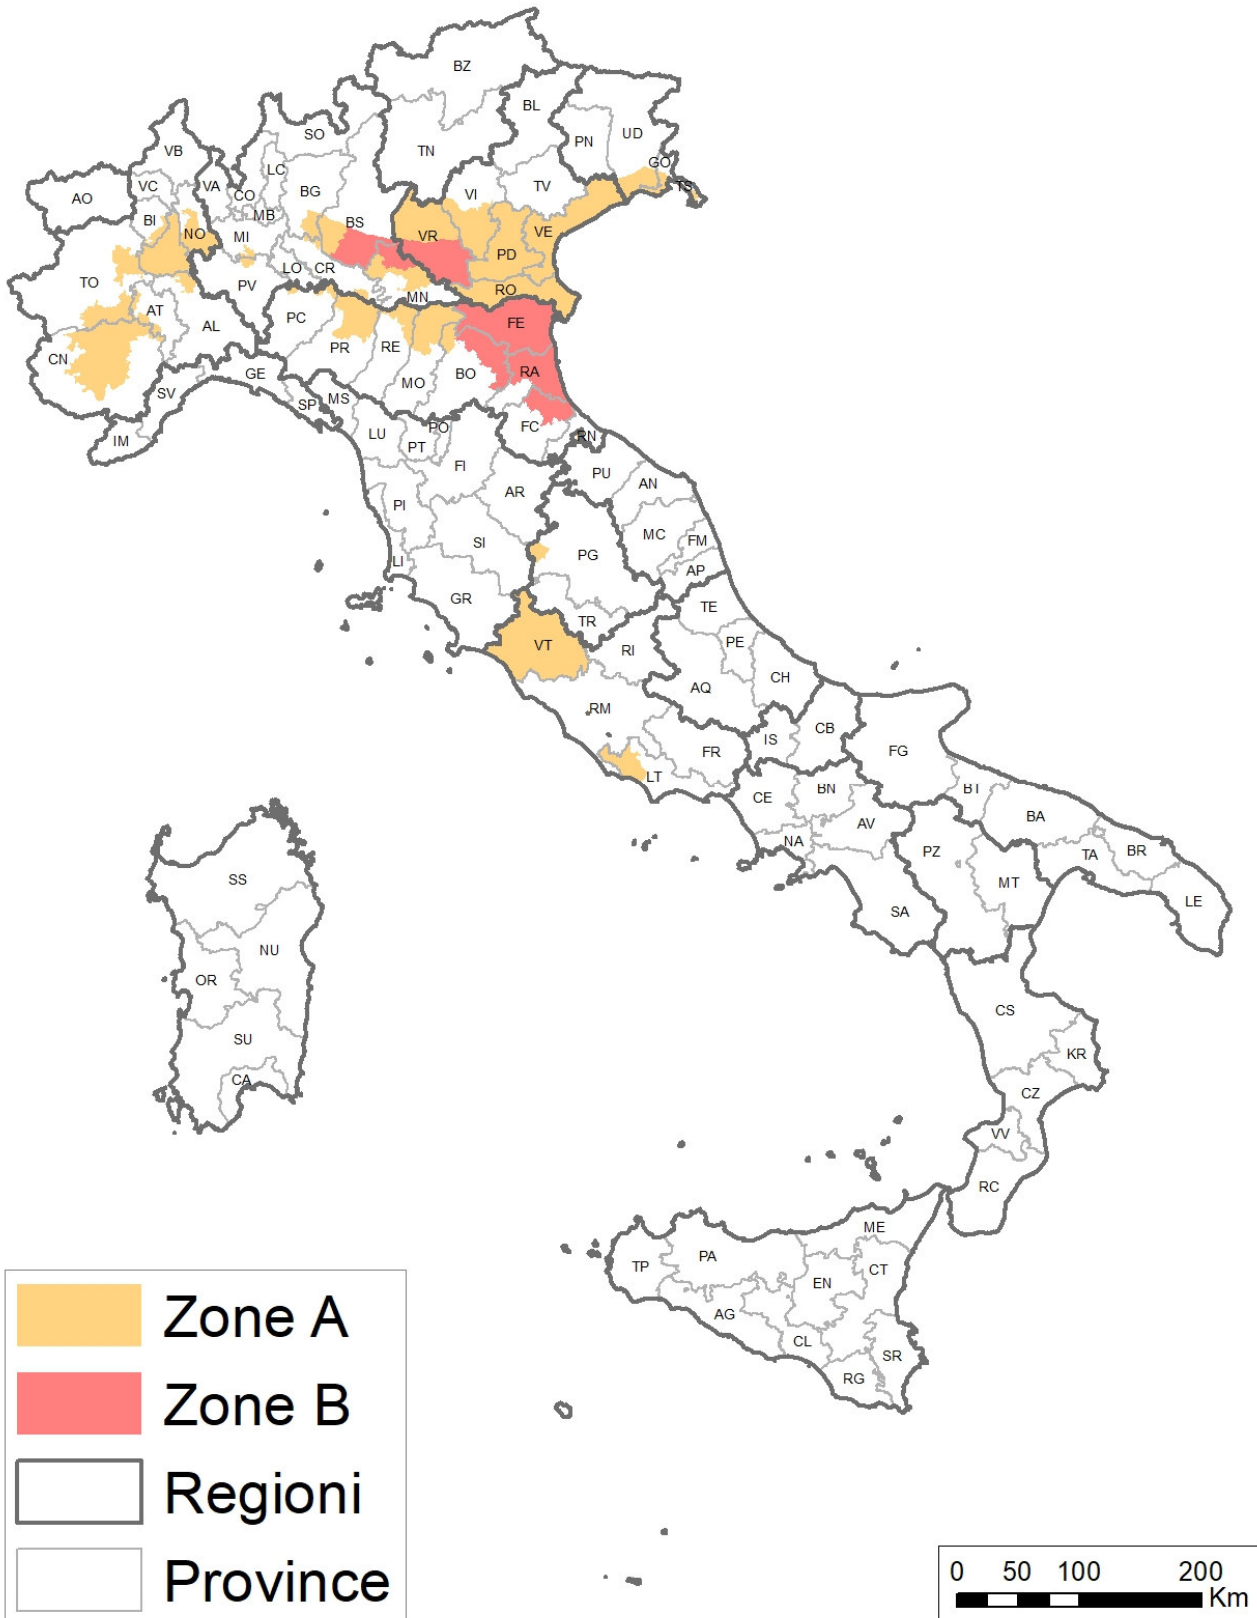 BZ
BL
SO
UD
PN
VB
TN
LC
GO
VC
VA
BG
VI
TV
TS
AO
CO
MB
BI
BS
NO
MI
VR
VE
PD
TO
LO
CR
PV
MN
RO
AT
PC
FE
AL
PR
RE
CN
RA
BO
GE
MO
SV
SP
MS
PO
FC
RN
IM
LU
PT
FI
PU
AN
AR
PI
MC
SI
FM
PG
LI
AP
GR
TE
TR
VT
RI
PE
CH
AQ
RM
CB
IS
FR
FG
LT
CE
BN
BT
BA
AV
NA
PZ
TA
BR
SS
MT
LE
SA
NU
OR
CS
SU
KR
CA
CZ
VV
RC
ME
PA
TP
CT
EN
AG
CL
SR
RG
Zone A
Zone B
Regioni
Province
0 50 100 200
Km